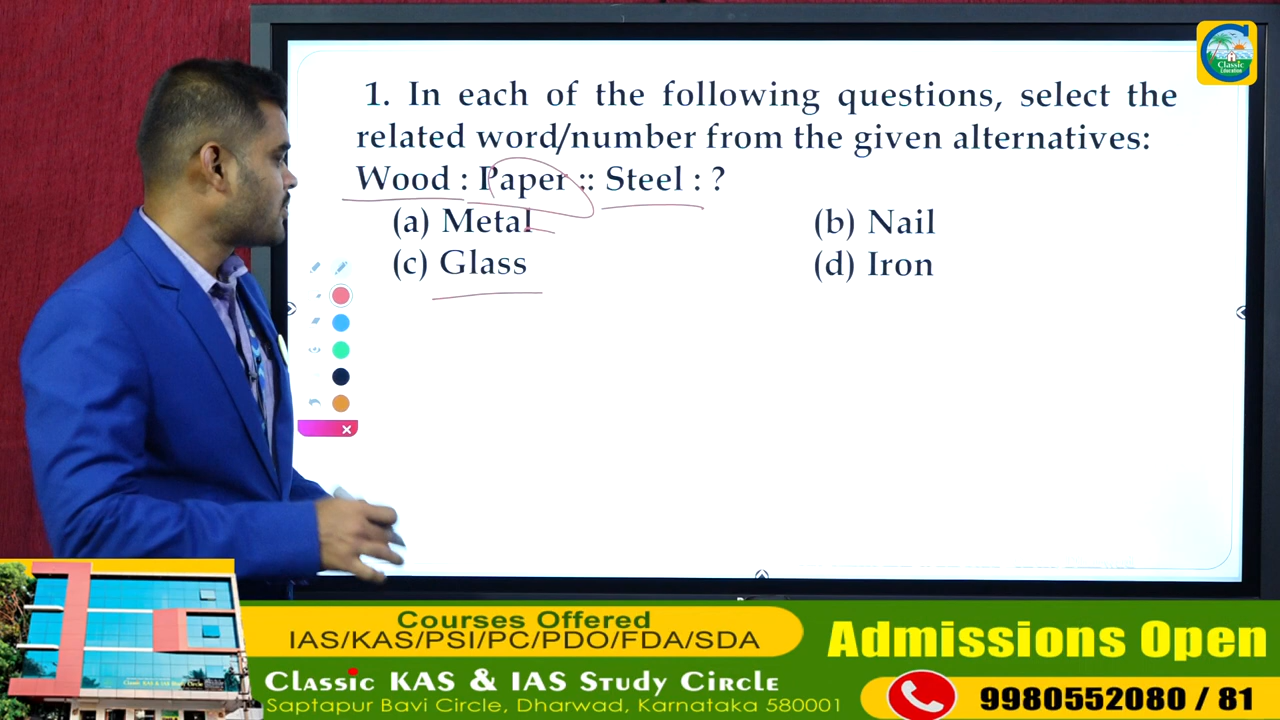 Classic
Education
1. In each of the following questions, select the
related word/number from the given alternatives:
Wood : Paper :: Steel : ?
(a) Metal (b) Nail
(c) Glass (d) Iron
Courses Offered
IAS/KAS/PSI/PC/PDO/FDA/SDA
Classic KAS & IAS Study Circle
Saptapur Bavi Circle, Dharwad, Karnataka 580001
Admissions Open
9980552080 / 81